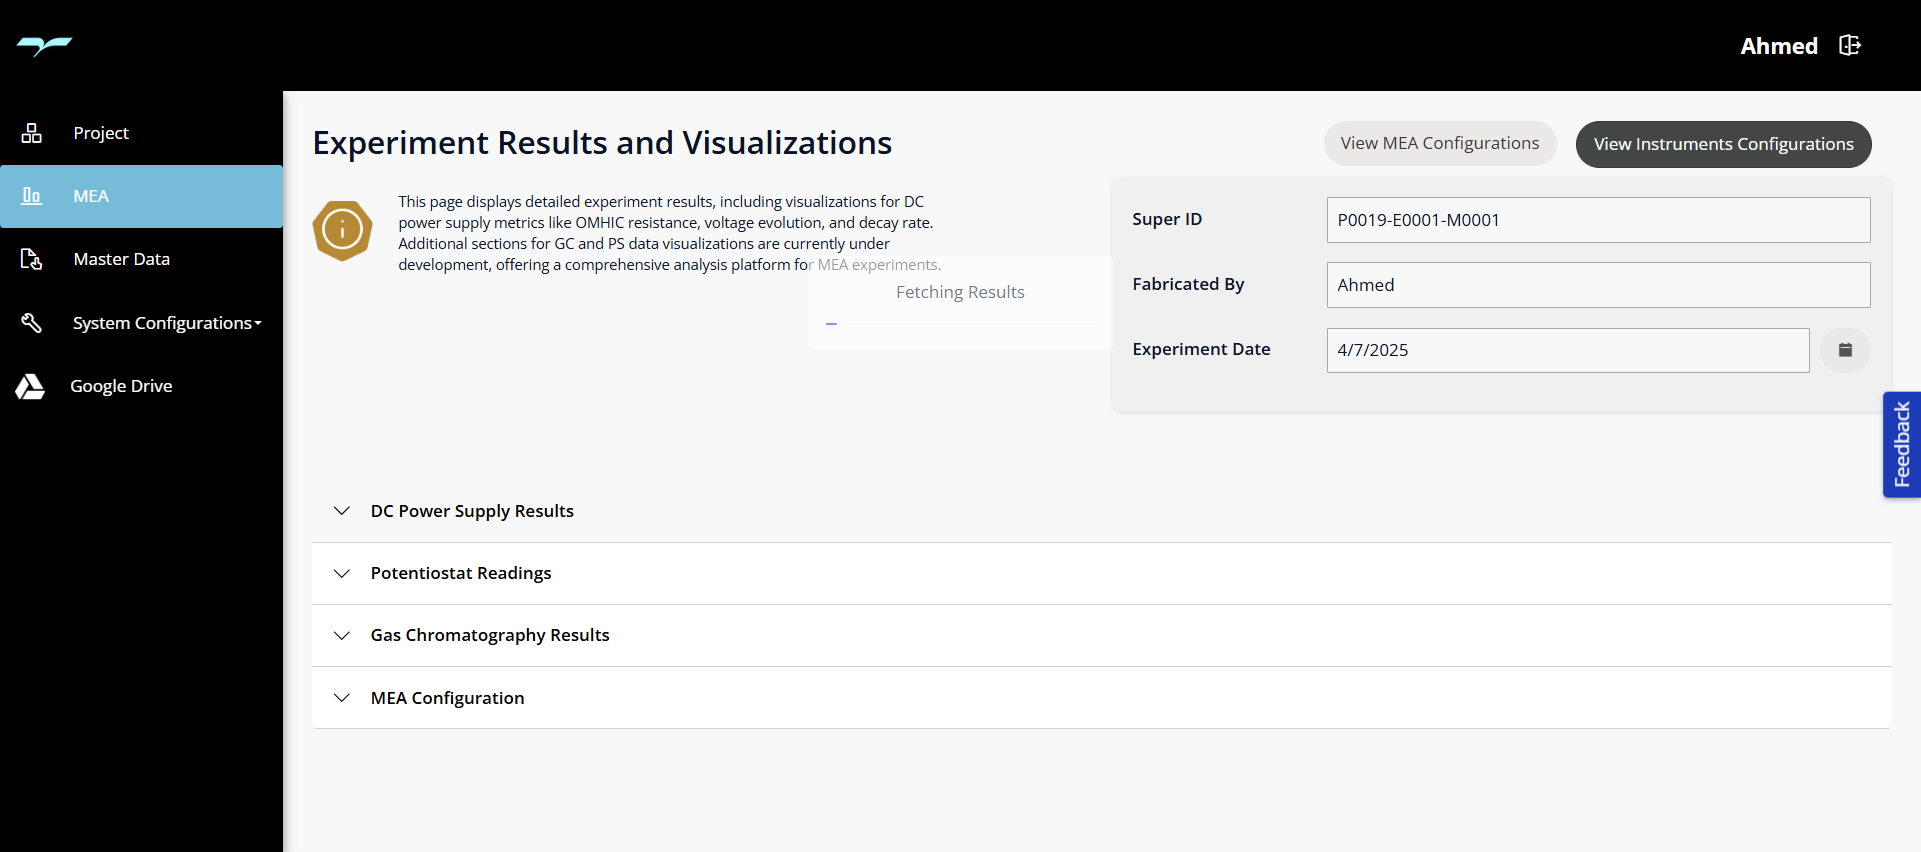 Ahmed
Project
MEA
Master Data
System Configurations
Google Drive
Experiment Results and Visualizations
View MEA Configurations
View Instruments Configurations
This page displays detailed experiment results, including visualizations for DC
power supply metrics like OMHIC resistance, voltage evolution, and decay rate.
Additional sections for GC and PS data visualizations are currently under
development, offering a comprehensive analysis platform for MEA experiments.
Fetching Results
Super ID
P0019-E0001-M0001
Fabricated By
Ahmed
Experiment Date
4/7/2025
Feedback
DC Power Supply Results
Potentiostat Readings
Gas Chromatography Results
MEA Configuration